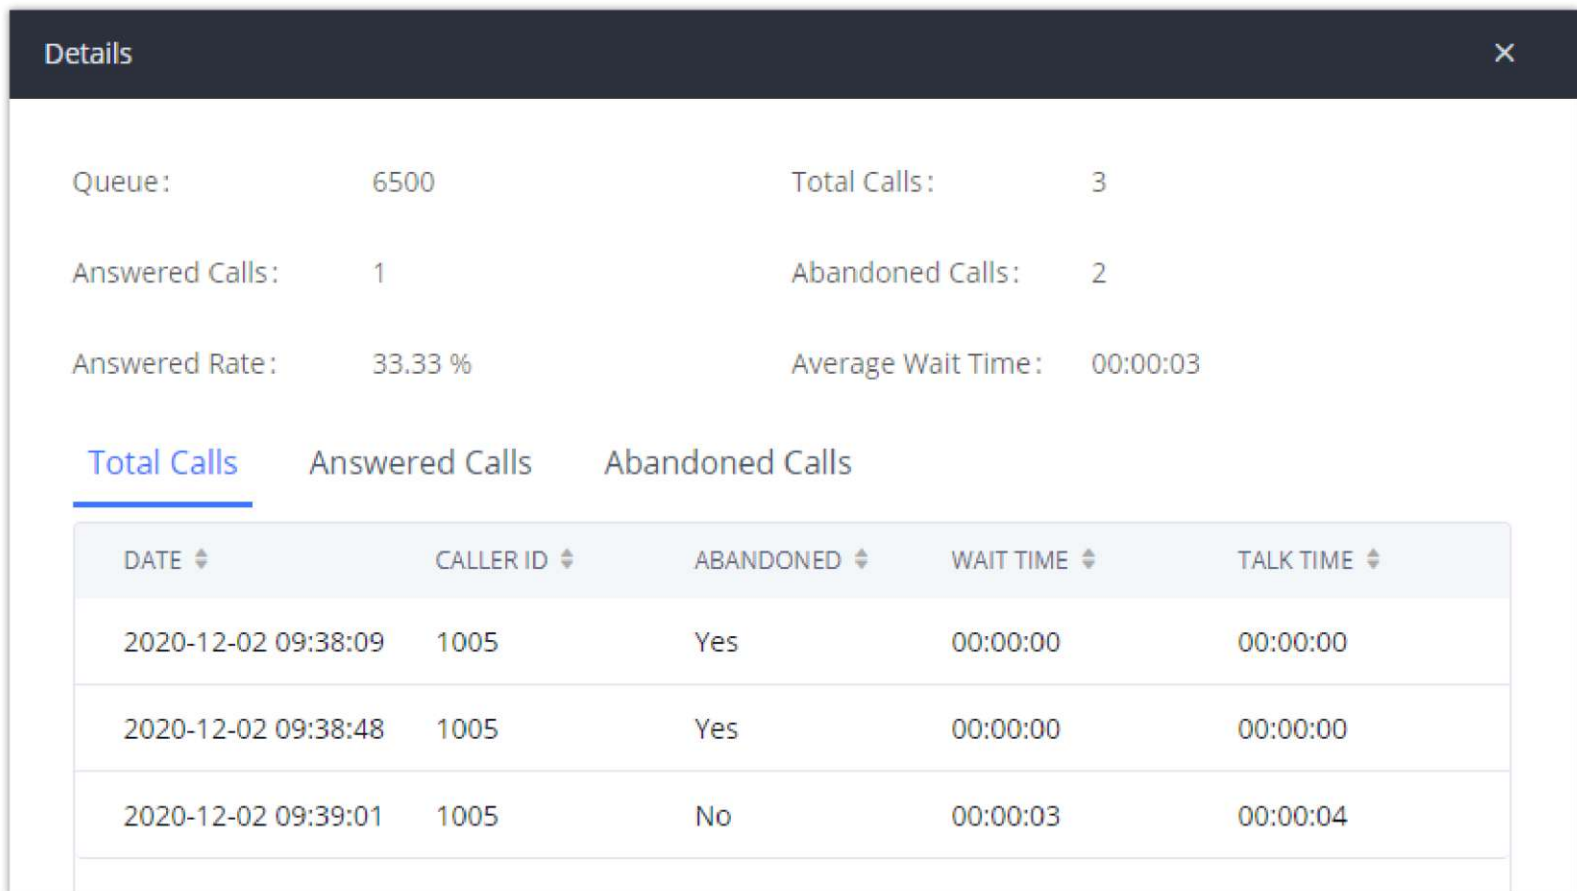 Details ×
Queue: 6500 Total Calls: 3
Answered Calls: 1 Abandoned Calls: 2
Answered Rate: 33.33 % Average Wait Time: 00:00:03
Total Calls Answered Calls Abandoned Calls
DATE CALLER ID ABANDONED WAIT TIME TALK TIME
2020-12-02 09:38:09 1005 Yes 00:00:00 00:00:00
2020-12-02 09:38:48 1005 Yes 00:00:00 00:00:00
2020-12-02 09:39:01 1005 No 00:00:03 00:00:04